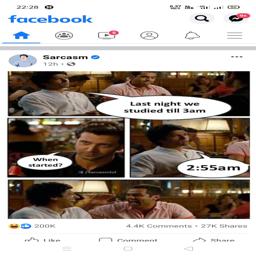 22:28
facebook
Sarcasm
12h
Last night we
studied till 3am
When
started?
2:55am
200K
4.4K Comments • 27K Shares
Like
Comment
Share